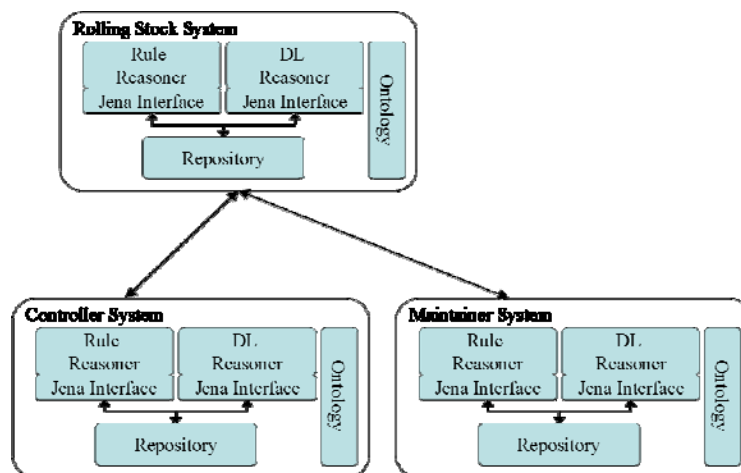 Rolling Stock System
Rule
Reasoner
Jena Interface
DL
Reasoner
Jena Interface
Ontology
Repository
Controller System
Rule
Reasoner
Jena Interface
DL
Reasoner
Jena Interface
Ontology
Repository
Maintainer System
Rule
Reasoner
Jena Interface
DL
Reasoner
Jena Interface
Ontology
Repository